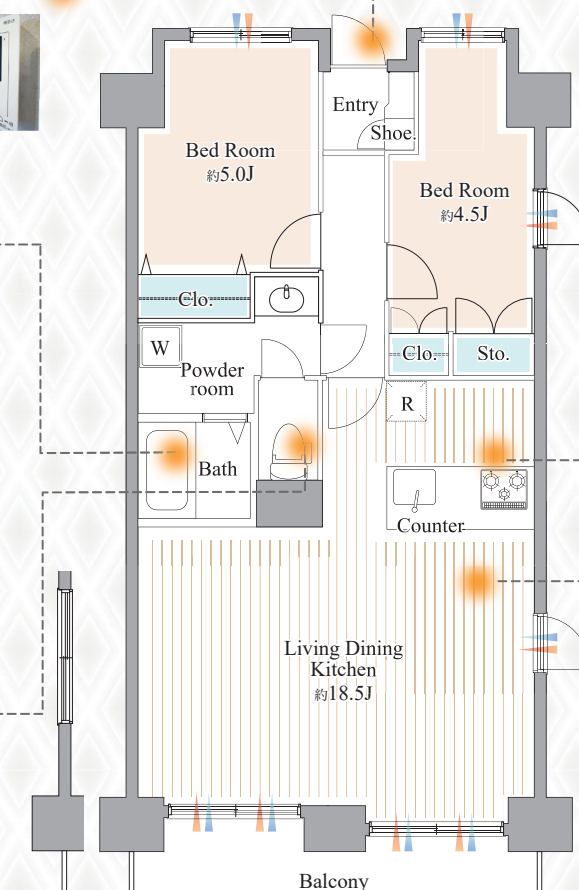 Entry
Shoe.
Bed Room
約5.0J
Bed Room
約4.5J
Clo.
W
Powder
room
Clo.
Sto.
R
Bath
Counter
Living Dining
Kitchen
約18.5J
Balcony